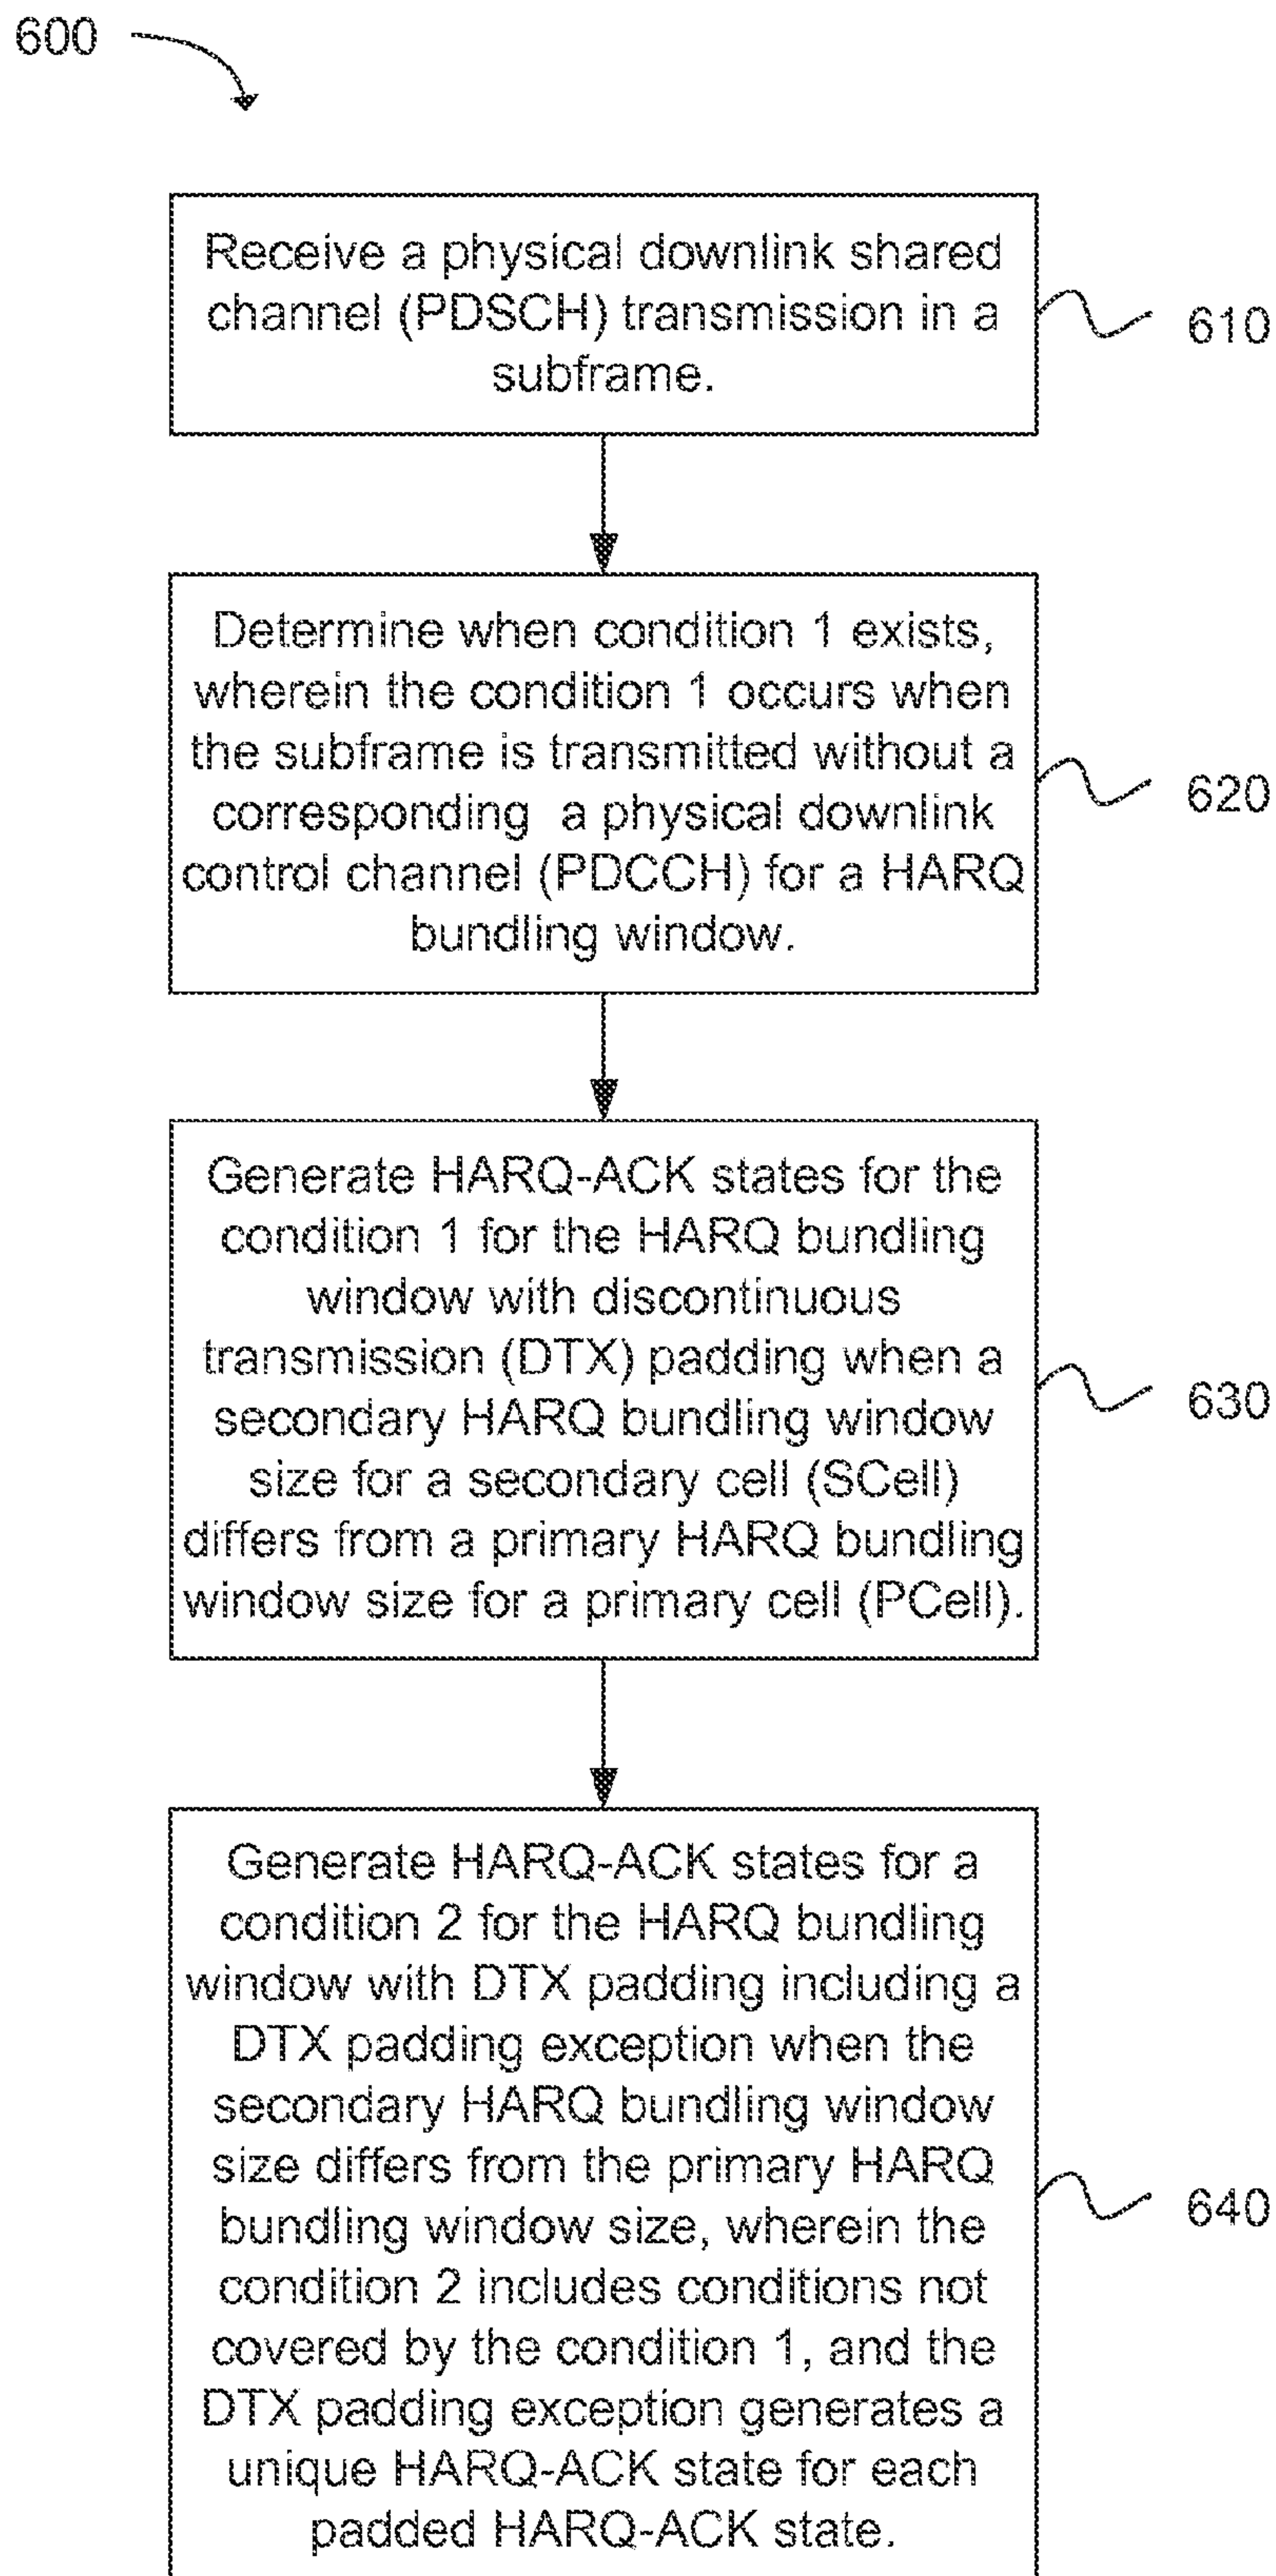 600
Receive a physical downlink shared
channel (PDSCH) transmission in a
subframe.
610
Determine when condition 1 exists,
wherein the condition 1 occurs when
the subframe is transmitted without a
corresponding a physical downlink
control channel (PDCCH) for a HARQ
bundling window.
620
Generate HARQ-ACK states for the
condition 1 for the HARQ bundling
window with discontinuous
transmission (DTX) padding when a
secondary HARQ bundling window
size for a secondary cell (SCell)
differs from a primary HARQ bundling
window size for a primary cell (PCell).
630
Generate HARQ-ACK states for a
condition 2 for the HARQ bundling
window with DTX padding including a
DTX padding exception when the
secondary HARQ bundling window
size differs from the primary HARQ
bundling window size, wherein the
condition 2 includes conditions not
covered by the condition 1, and the
DTX padding exception generates a
unique HARQ-ACK state for each
padded HARQ-ACK state.
640